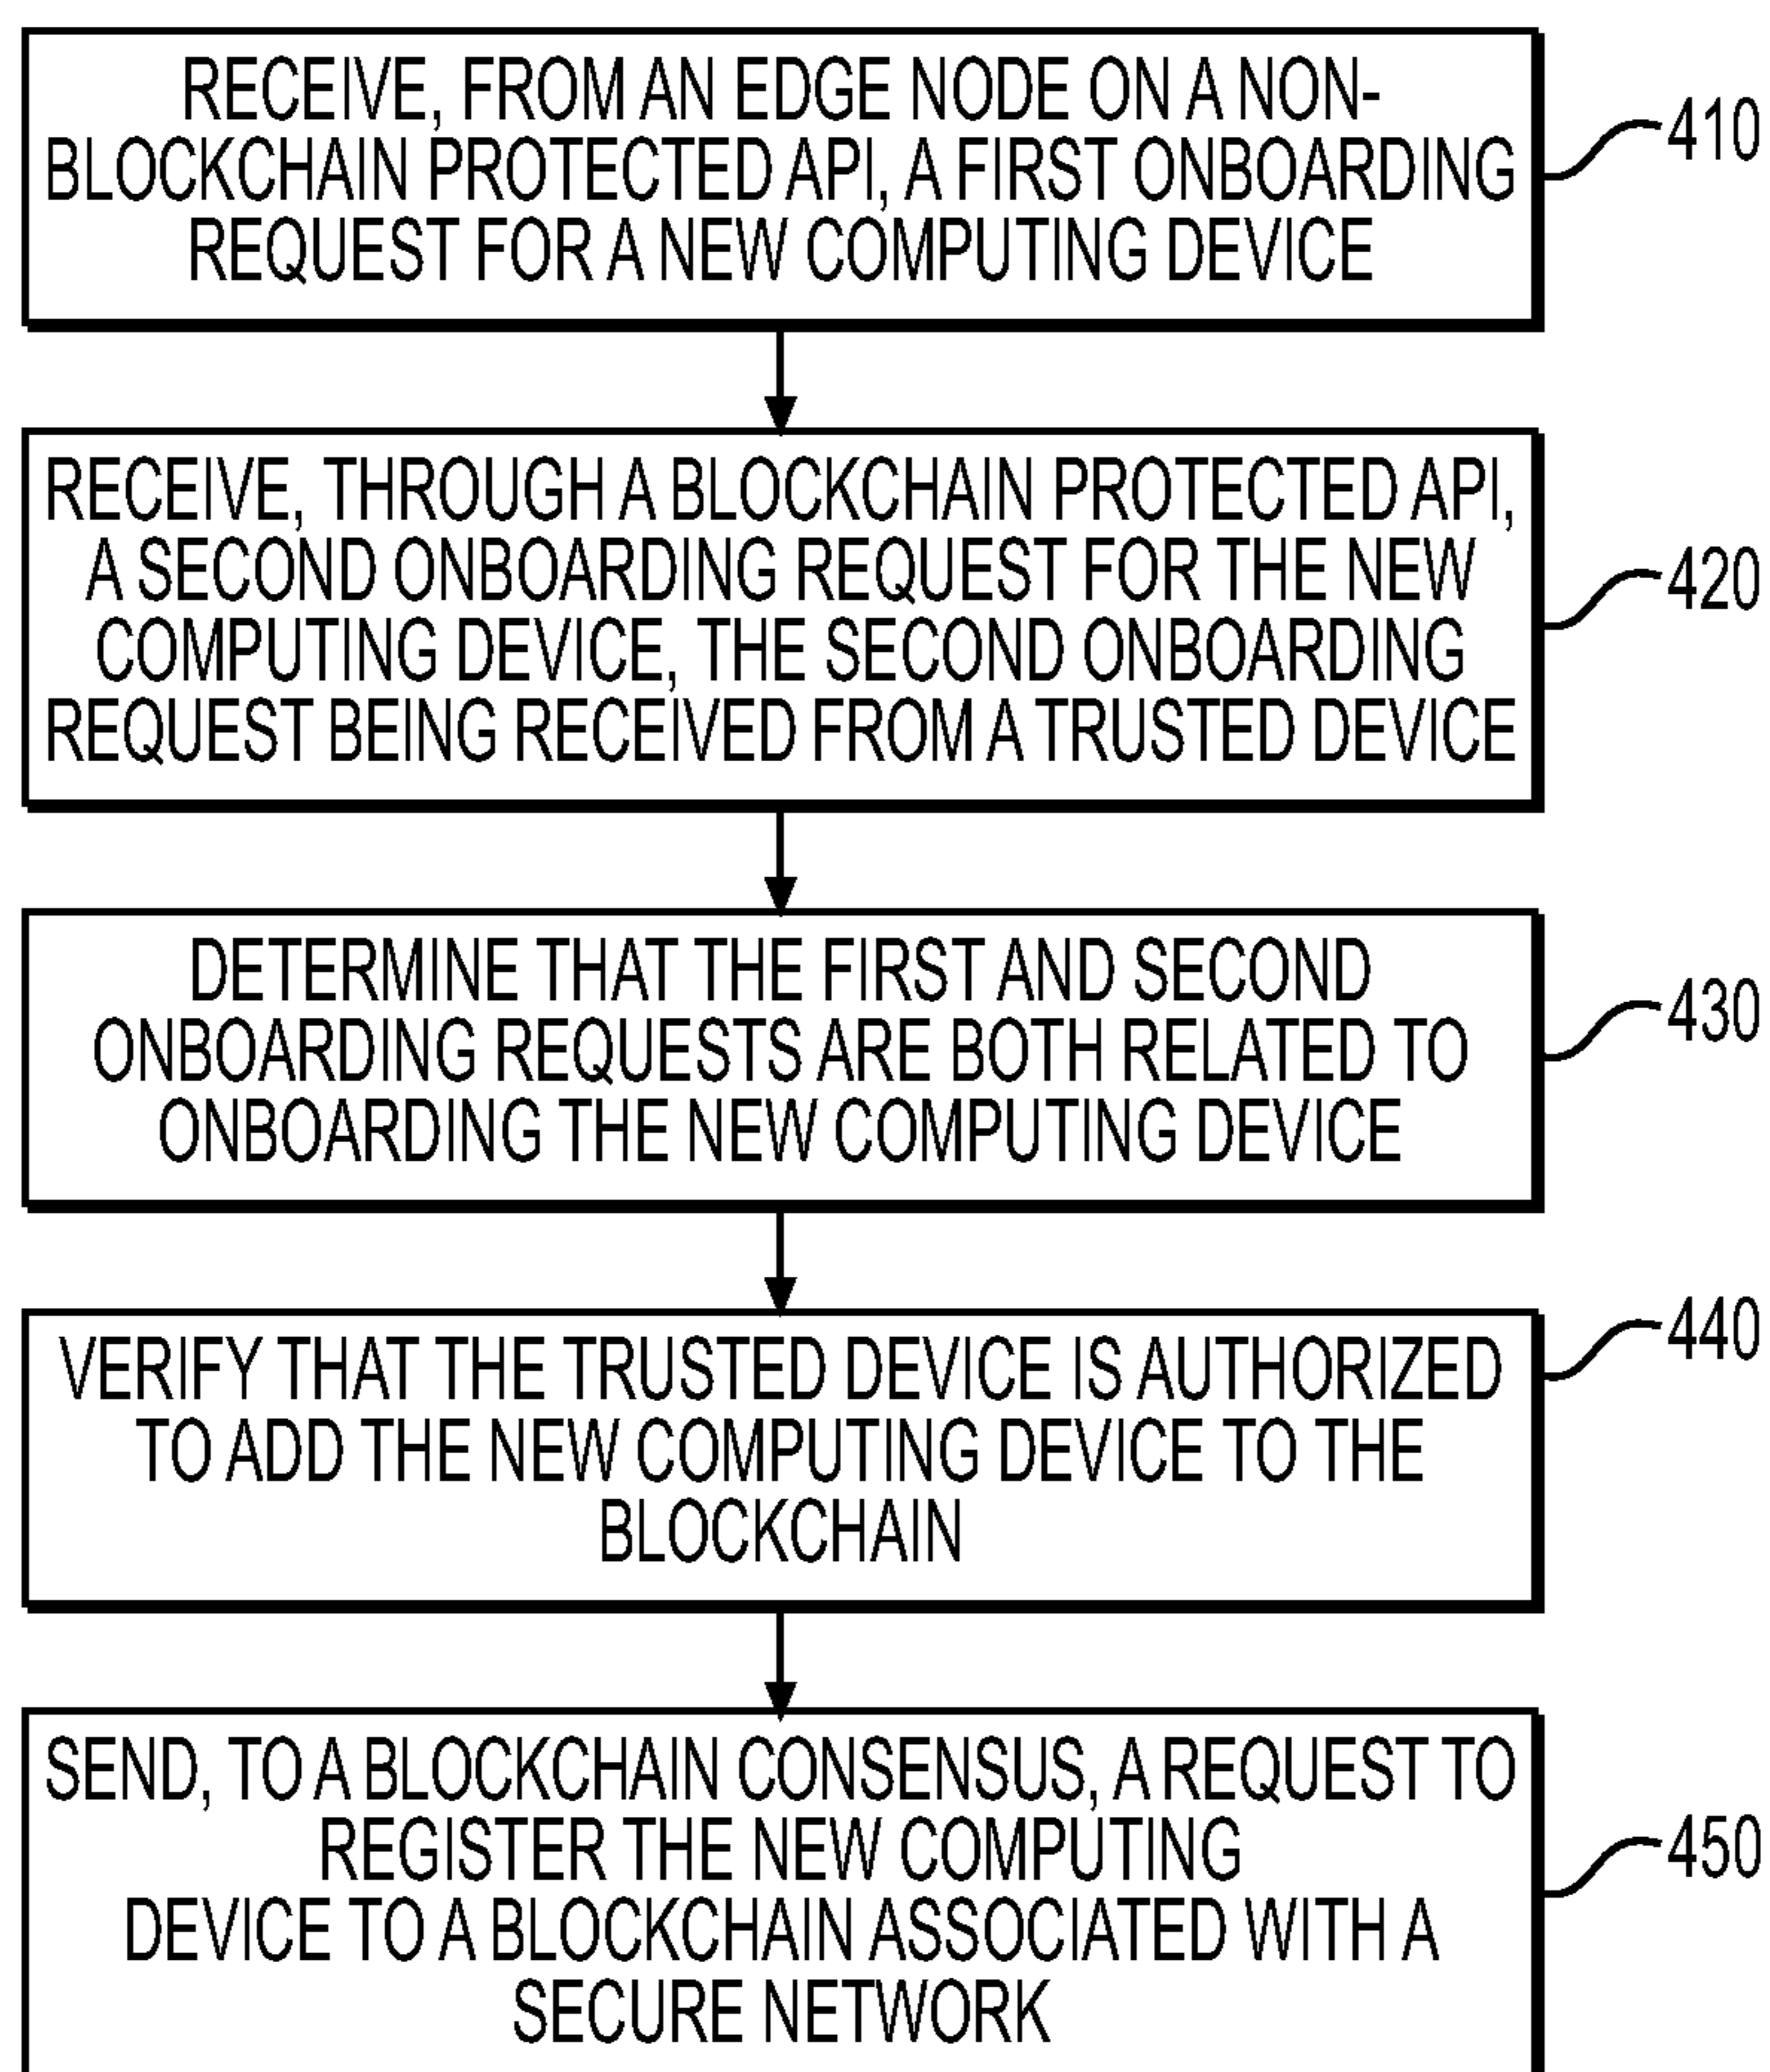 RECEIVE, FROM AN EDGE NODE ON A NON-
BLOCKCHAIN PROTECTED API, A FIRST ONBOARDING
REQUEST FOR A NEW COMPUTING DEVICE
410
RECEIVE, THROUGH A BLOCKCHAIN PROTECTED API,
A SECOND ONBOARDING REQUEST FOR THE NEW
COMPUTING DEVICE, THE SECOND ONBOARDING
REQUEST BEING RECEIVED FROM A TRUSTED DEVICE
420
DETERMINE THAT THE FIRST AND SECOND
ONBOARDING REQUESTS ARE BOTH RELATED TO
ONBOARDING THE NEW COMPUTING DEVICE
430
VERIFY THAT THE TRUSTED DEVICE IS AUTHORIZED
TO ADD THE NEW COMPUTING DEVICE TO THE
BLOCKCHAIN
440
SEND, TO A BLOCKCHAIN CONSENSUS, A REQUEST TO
REGISTER THE NEW COMPUTING
DEVICE TO A BLOCKCHAIN ASSOCIATED WITH A
SECURE NETWORK
450